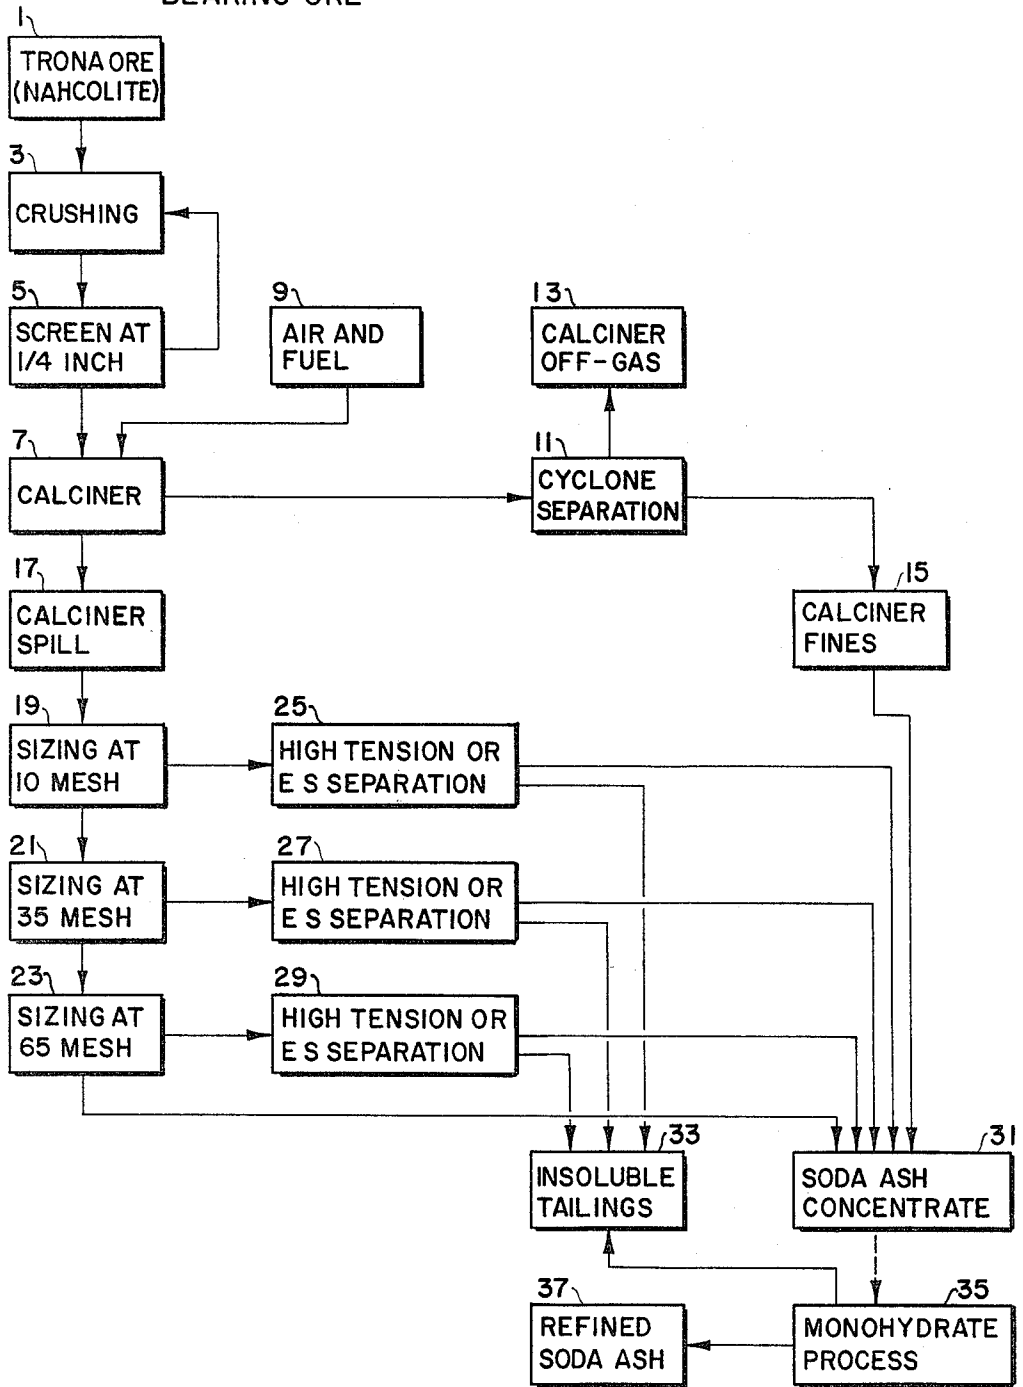 BEARING ORE
1
TRONA ORE
(NAHCOLITE)
3
CRUSHING
5
SCREEN AT
1/4 INCH
9
AIR AND
FUEL
13
CALCINER
OFF-GAS
7
CALCINER
11
CYCLONE
SEPARATION
17
CALCINER
SPILL
15
CALCINER
FINES
19
SIZING AT
10 MESH
25
HIGH TENSION OR
E S SEPARATION
21
SIZING AT
35 MESH
27
HIGH TENSION OR
E S SEPARATION
23
SIZING AT
65 MESH
29
HIGH TENSION OR
E S SEPARATION
33
INSOLUBLE
TAILINGS
31
SODA ASH
CONCENTRATE
37
REFINED
SODA ASH
35
MONOHYDRATE
PROCESS